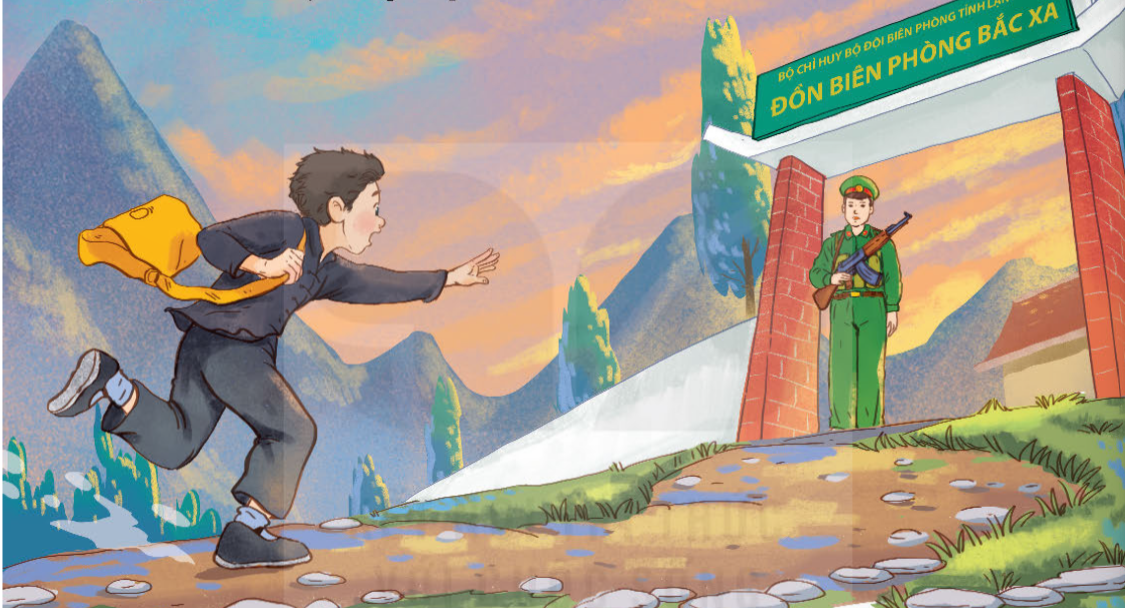 BỘ CHỈ HUY BỘ ĐỘI BIÊN PHÒNG TỈNH
ĐỒN BIÊN PHÒNG BẮC XA